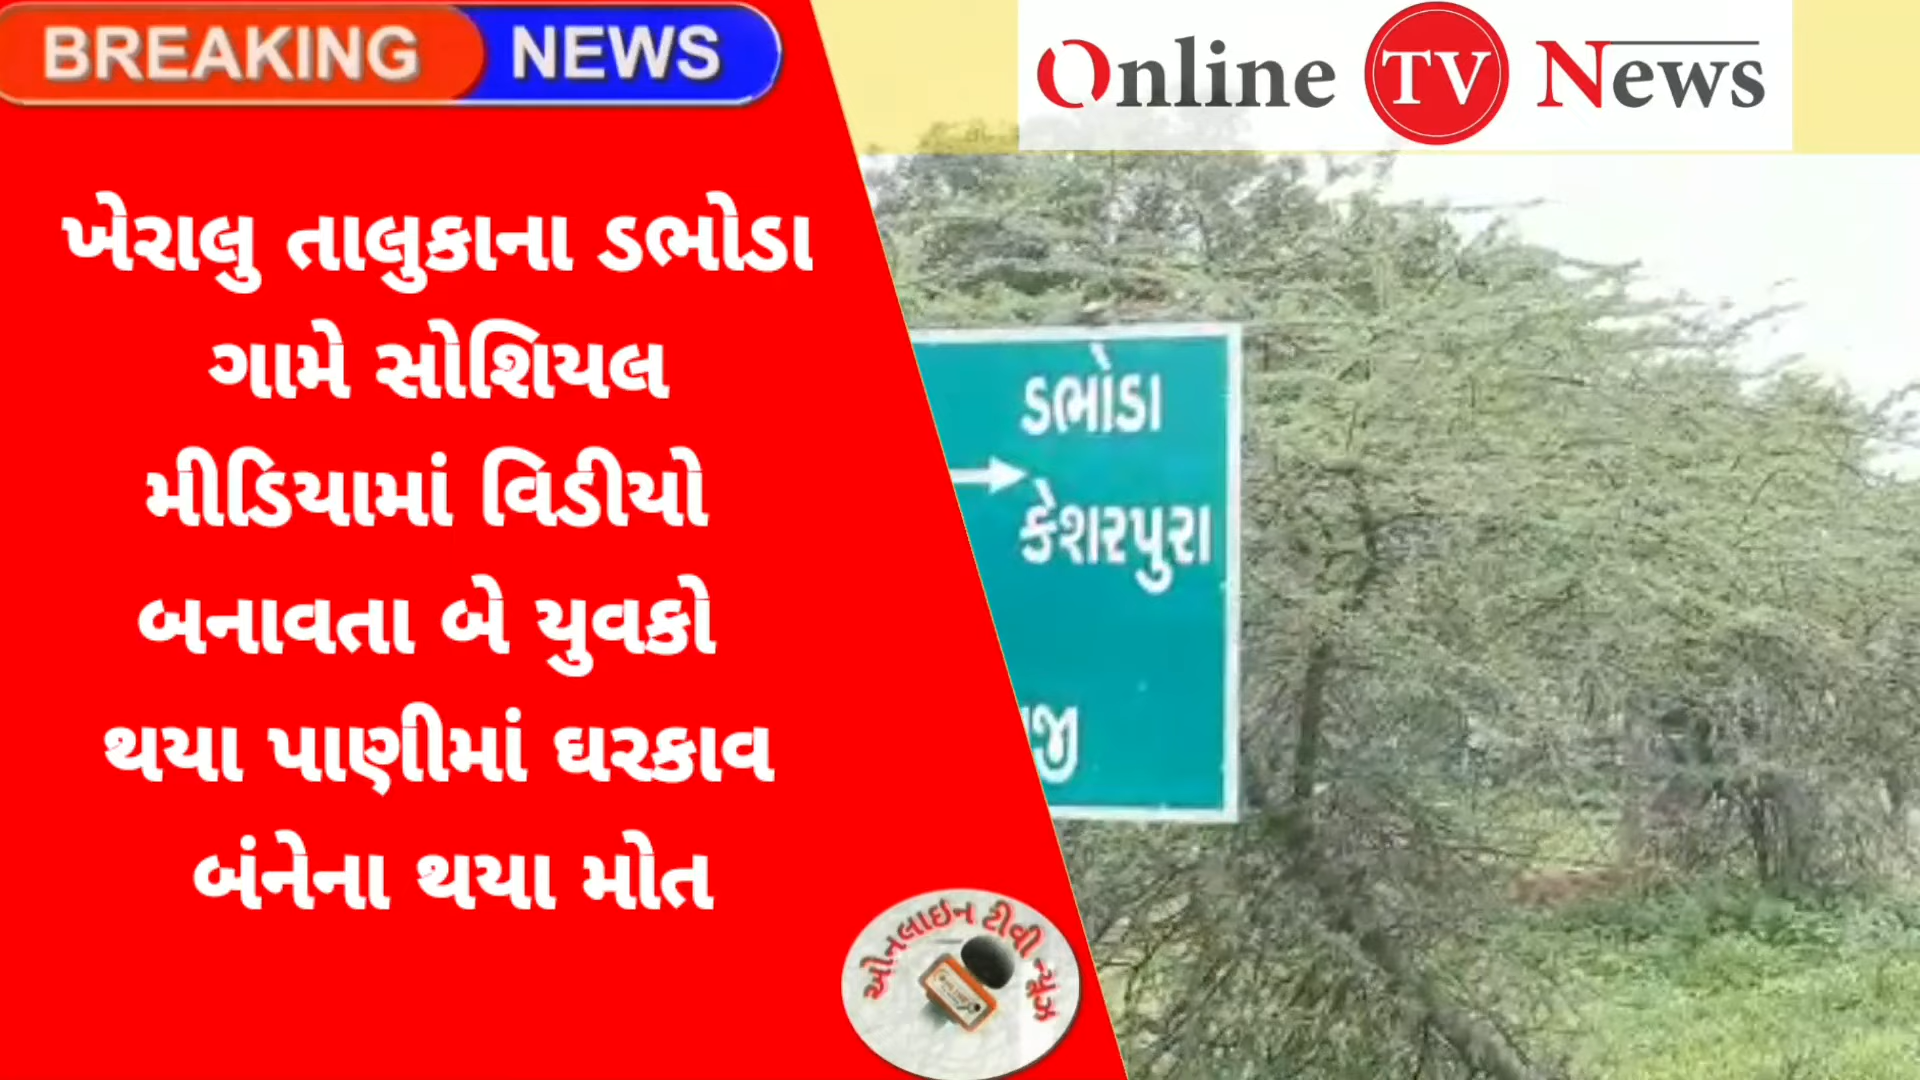 BREAKING NEWS
Online TV News
ખેરાલુ તાલુકાના ડભોડા
ગામે સોશિયલ
મીડિયામાં વિડીયો
બનાવતા બે યુવકો
થયા પાણીમાં ઘરકાવ
બંનેના થયા મોત
ડભોડા
કેશરપુરા
જી
ઓનલાઇન ટીવી ન્યૂઝ